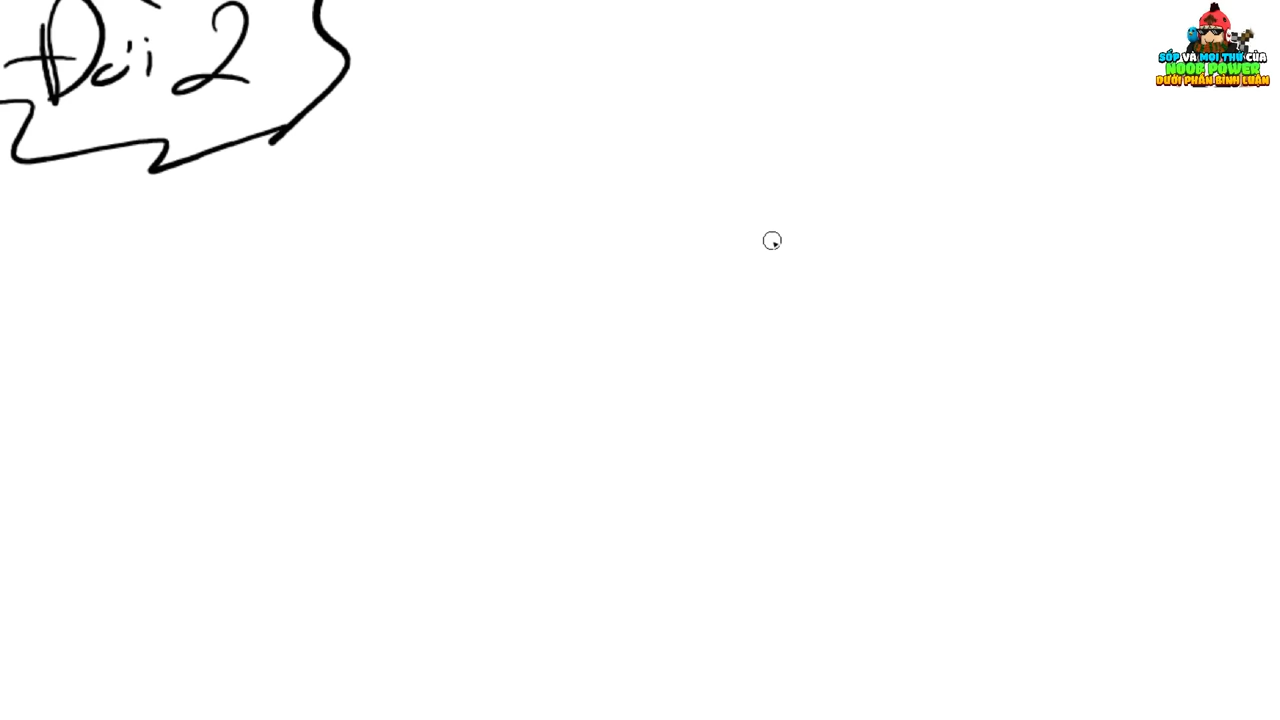 Đời 2
SỐP VÀ MỌI THỨ CỦA
NOOB POWER
DƯỚI PHẦN BÌNH LUẬN